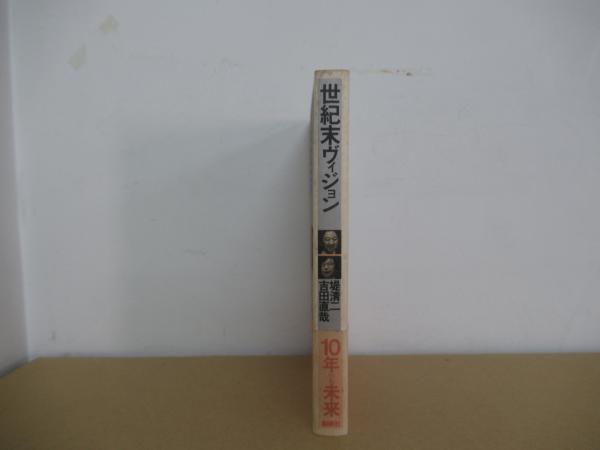 世紀末ヴィジョン
堤清二
吉田直哉
10年
未来